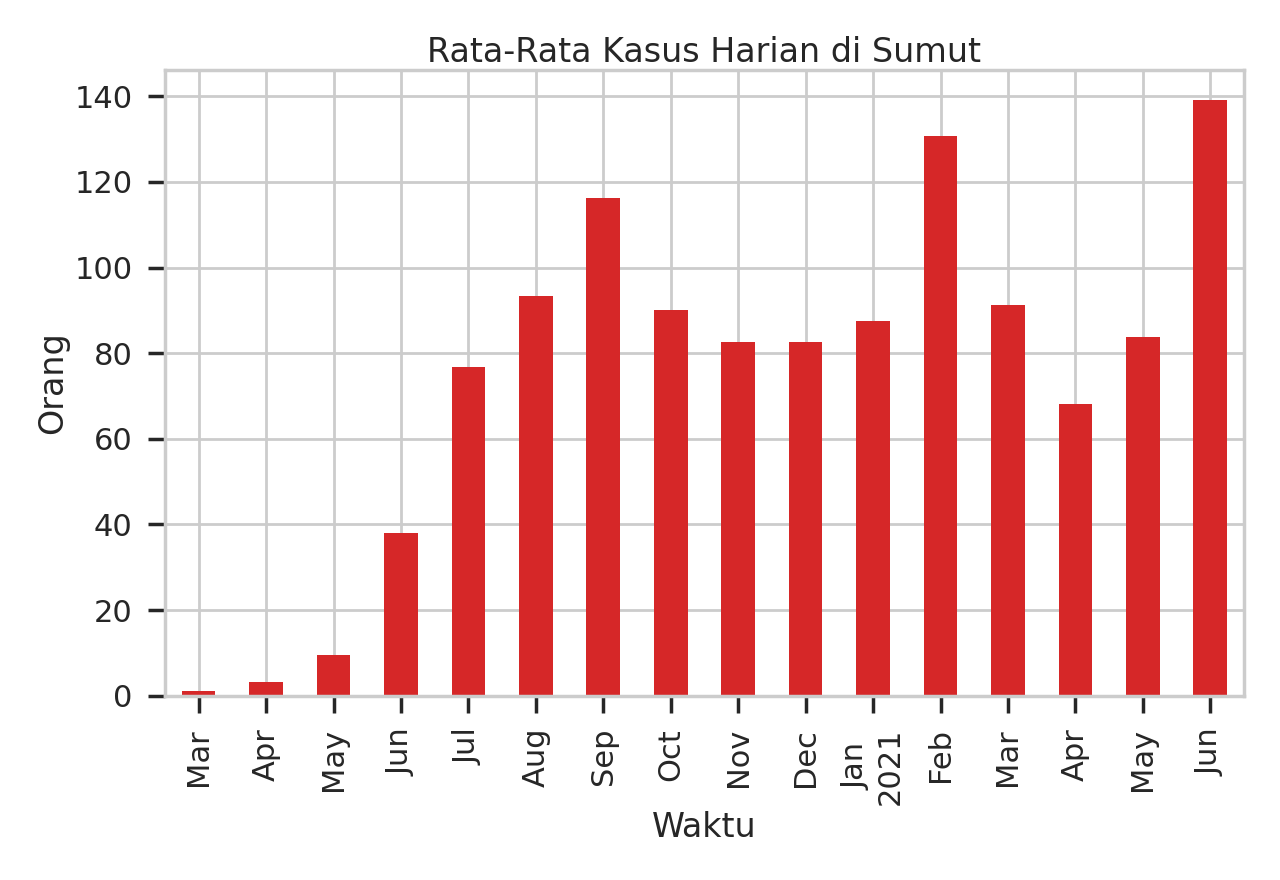 Rata-Rata Kasus Harian di Sumut
140
120
100
80
60
40
20
0
Orang
Mar
Apr
May
Jun
Jul
Aug
Sep
Oct
Nov
Dec
Jan
2021
Feb
Mar
Apr
May
Jun
Waktu